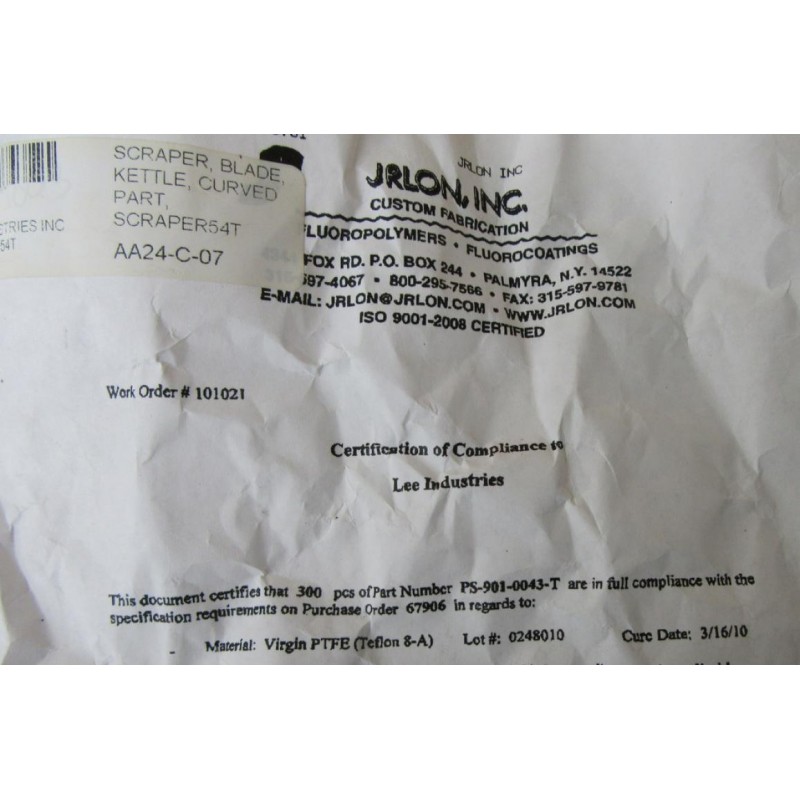 SCRAPER, BLADE,
KETTLE, CURVED
PART,
SCRAPER54T
AA24-C-07
STRIES INC
54T
JRLON INC
JRLON, INC.
CUSTOM FABRICATION
FLUOROPOLYMERS • FLUOROCOATINGS
FOX RD. P.O. BOX 244 • PALMYRA, N.Y. 14522
315-597-4067 • 800-295-7566 • FAX: 315-597-9781
E-MAIL: JRLON@JRLON.COM • WWW.JRLON.COM
ISO 9001-2008 CERTIFIED
Work Order # 101021
Certification of Compliance to
Lee Industries
This document certifies that 300 pcs of Part Number PS-901-0043-T are in full compliance with the
specification requirements on Purchase Order 67906 in regards to:
Material: Virgin PTFE (Teflon 8-A) Lot #: 0248010 Cure Date: 3/16/10